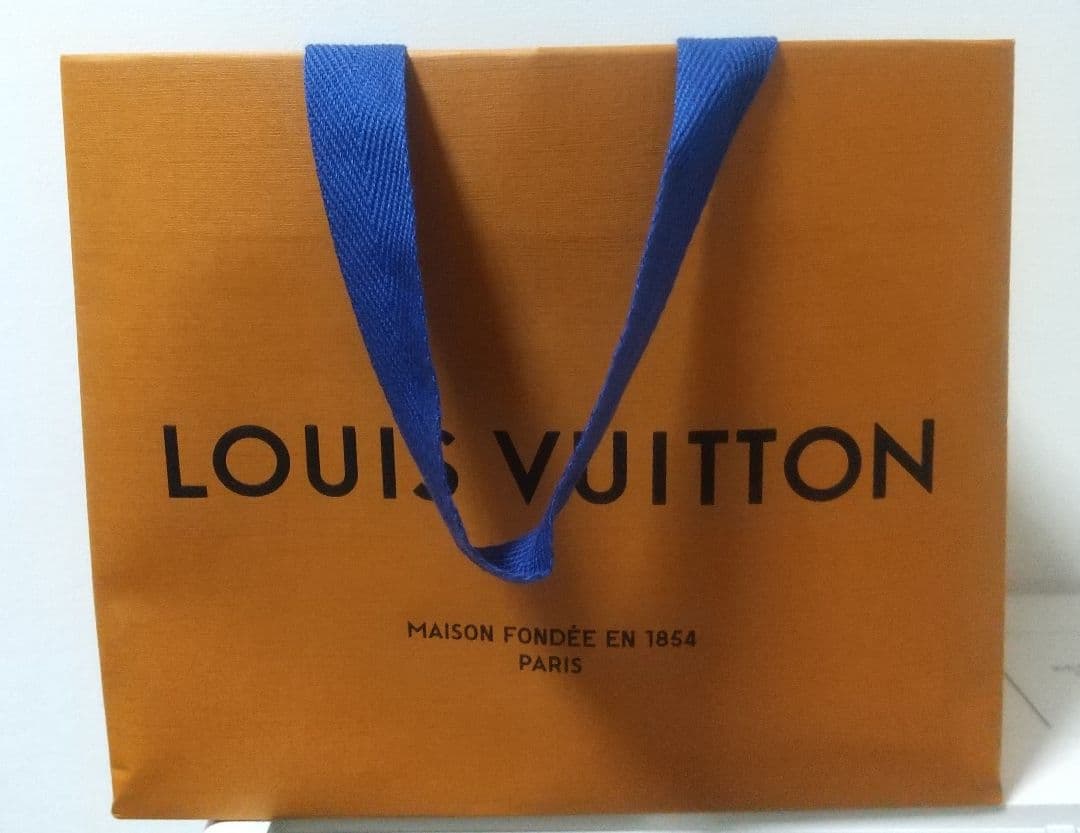 LOUIS VUITTON
MAISON FONDÉE EN 1854
PARIS